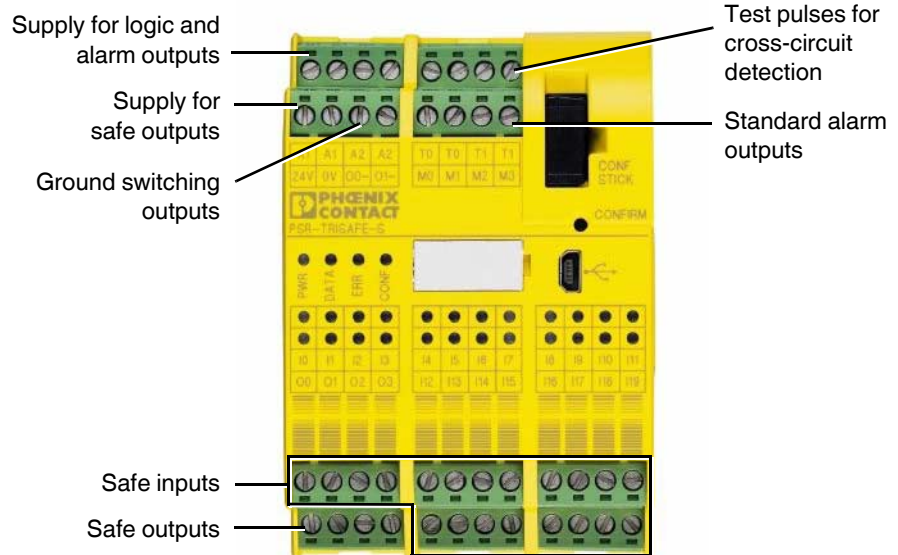 Supply for logic and
alarm outputs
Supply for
safe outputs
Ground switching
outputs
Test pulses for
cross-circuit
detection
Standard alarm
outputs
A1 A1 A2 A2 T0 T0 T1 T1
24V 0V O0– O1– M0 M1 M2 M3
CONF
STICK
PHŒNIX
CONTACT
CONFIRM
PSR-TRISAFE-S
PWR DATA ERR CONF
I0 I1 I2 I3 I4 I5 I6 I7 I8 I9 I10 I11
O0 O1 O2 O3 I12 I13 I14 I15 I16 I17 I18 I19
Safe inputs
Safe outputs